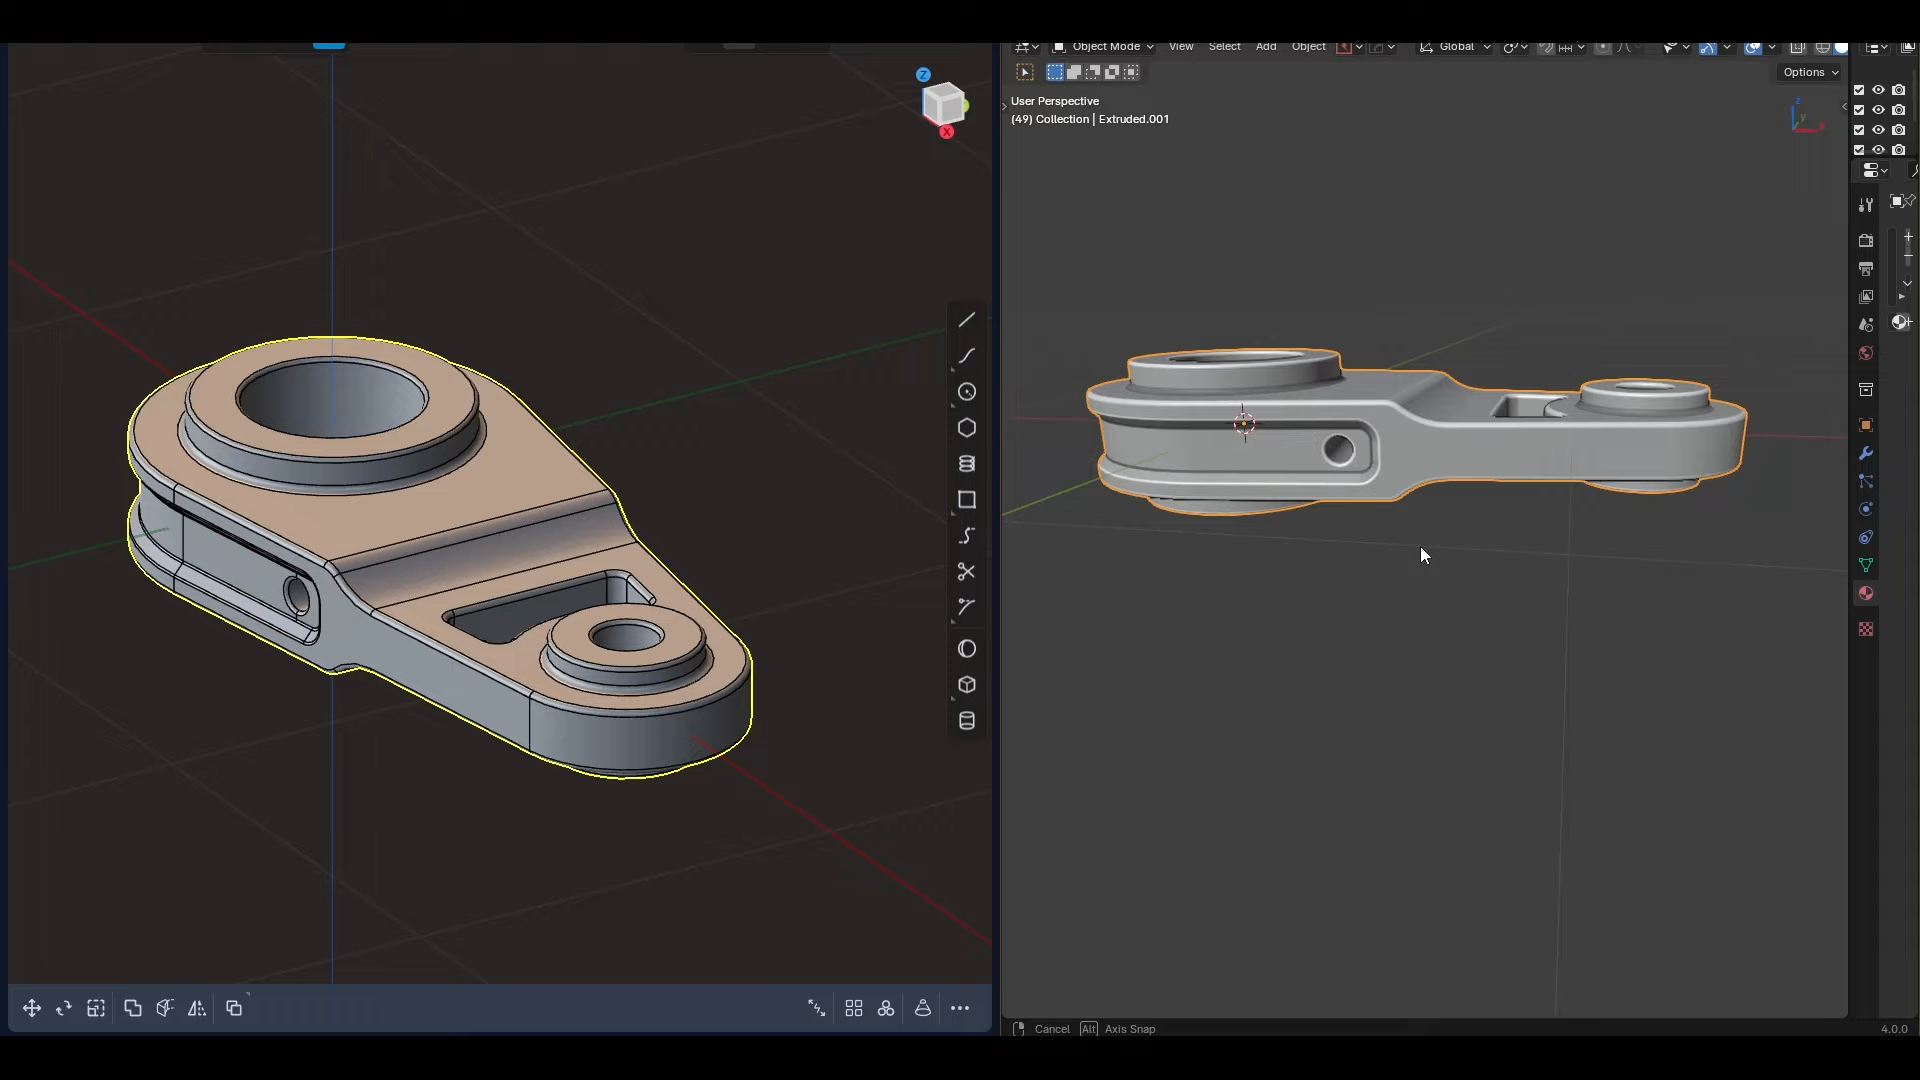 Z
X
Object Mode
View
Select
Add
Object
Global
Options
User Perspective
(49) Collection | Extruded.001
z
y
Cancel
Alt
Axis Snap
4.0.0